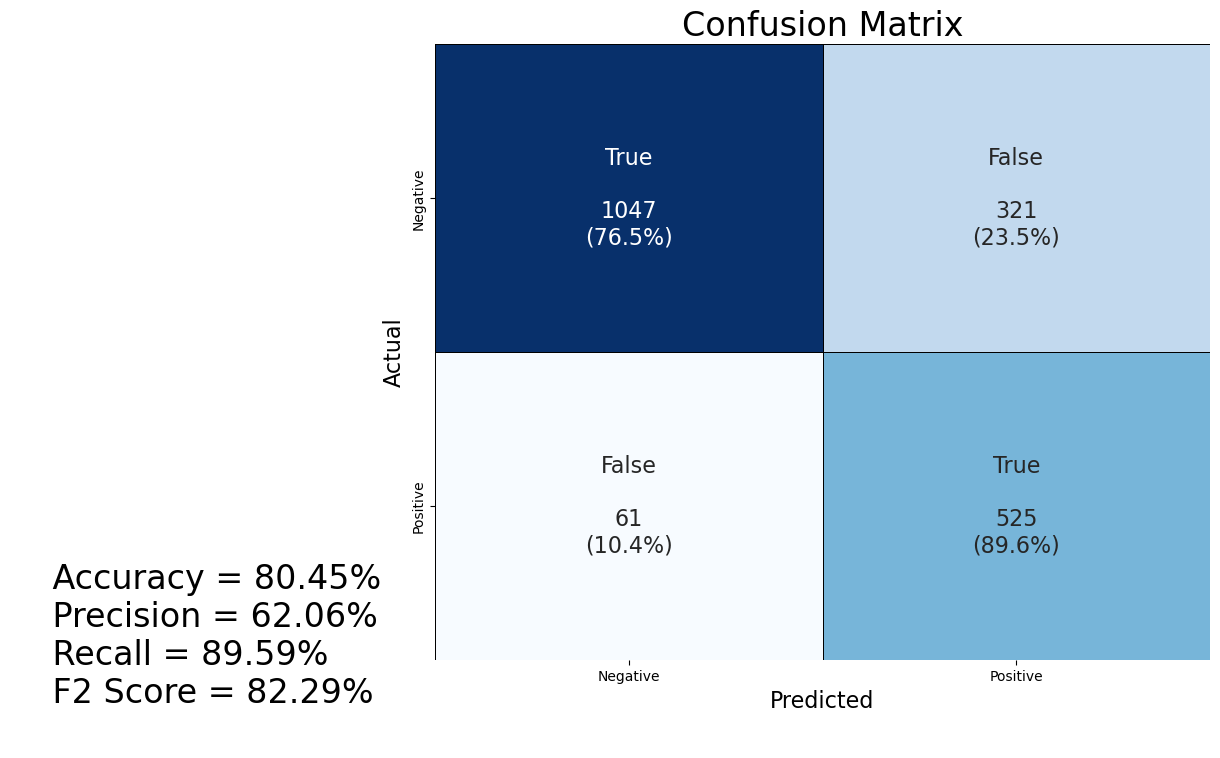 Confusion Matrix
Actual
Negative
True
1047
(76.5%)
False
321
(23.5%)
Positive
False
61
(10.4%)
True
525
(89.6%)
Negative
Positive
Predicted
Accuracy = 80.45%
Precision = 62.06%
Recall = 89.59%
F2 Score = 82.29%